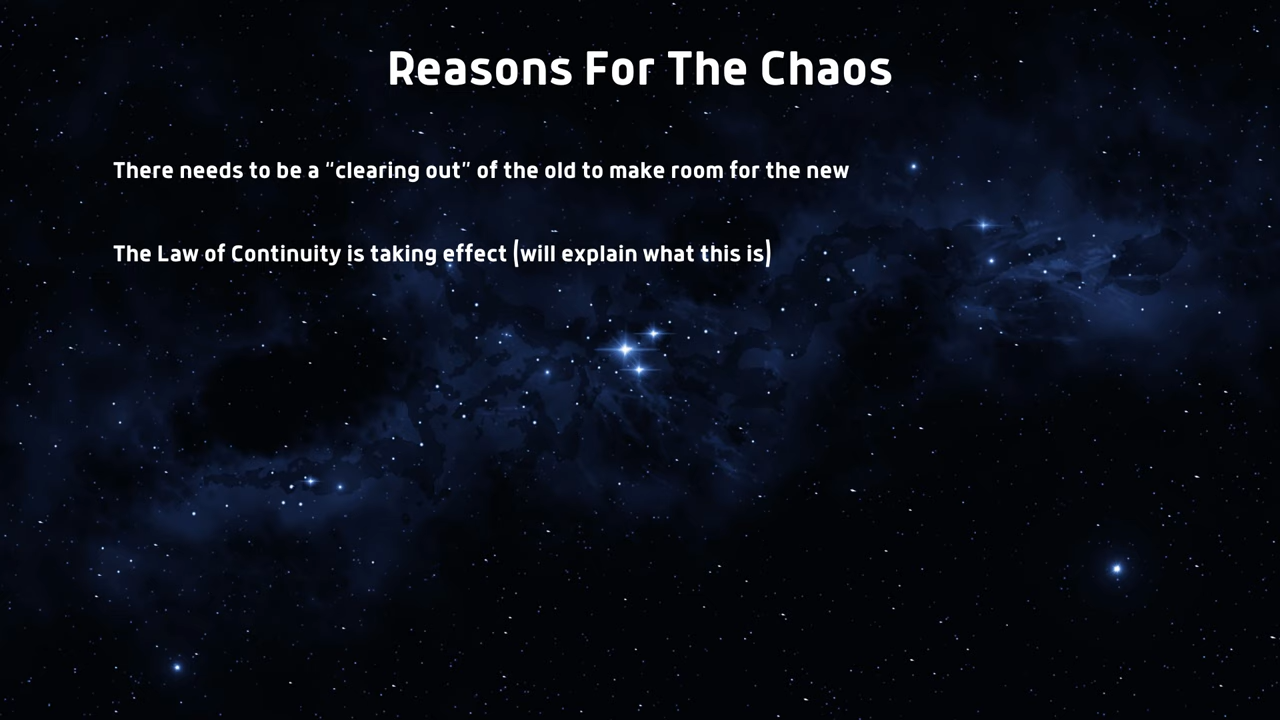 Reasons For The Chaos
There needs to be a "clearing out" of the old to make room for the new
The Law of Continuity is taking effect (will explain what this is)